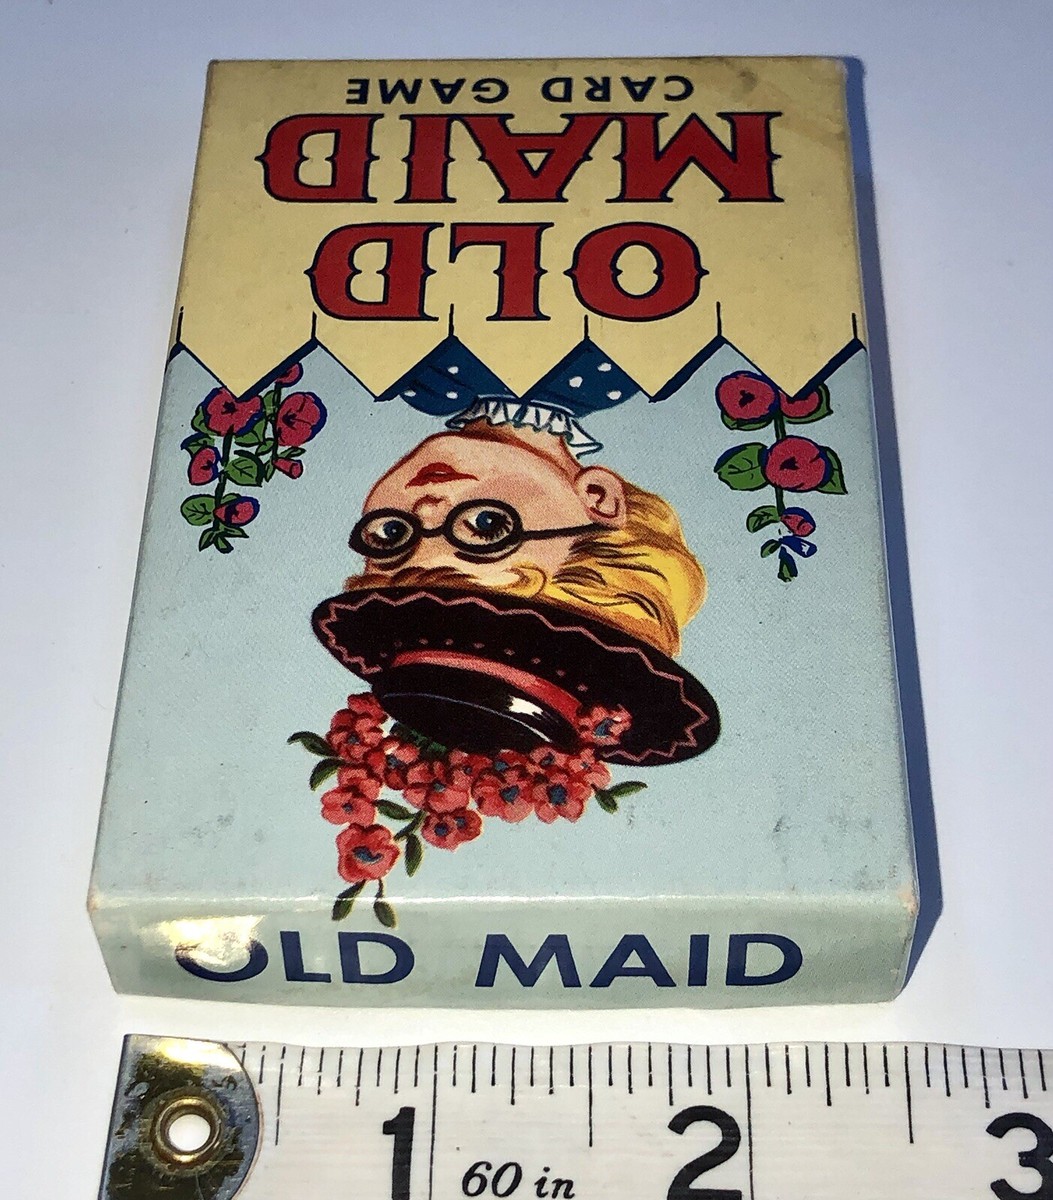 OLD
MAID
CARD GAME
OLD MAID
1 2 3
60 in